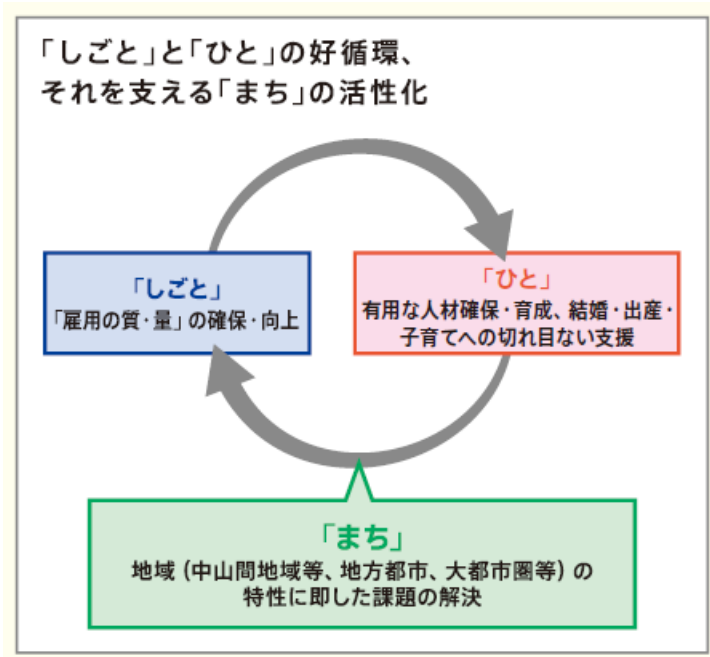 「しごと」と「ひと」の好循環、
それを支える「まち」の活性化
「しごと」
「雇用の質・量」の確保・向上
「ひと」
有用な人材確保・育成、結婚・出産・
子育てへの切れ目ない支援
「まち」
地域（中山間地域等、地方都市、大都市圏等）の
特性に即した課題の解決